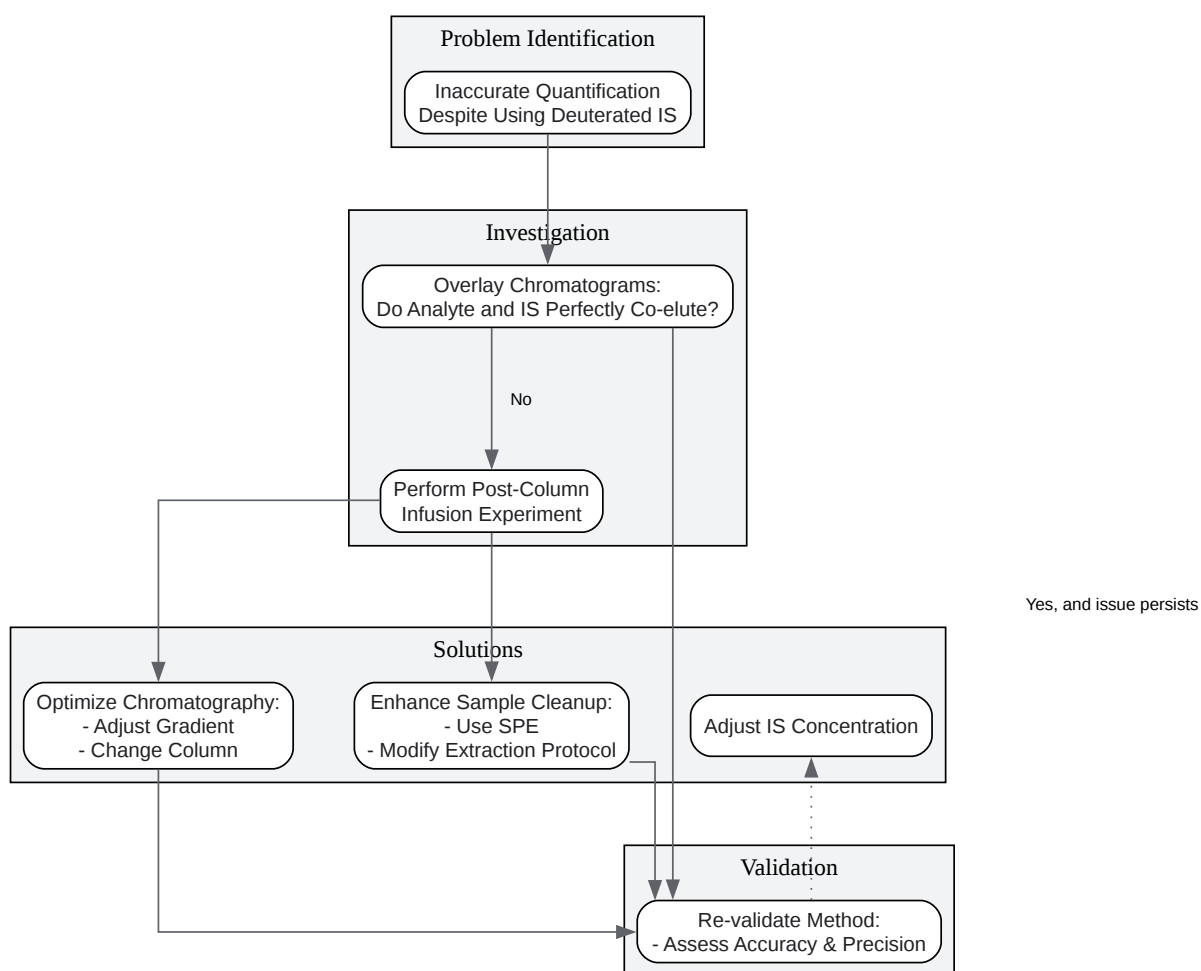 Problem Identification
Inaccurate Quantification
Despite Using Deuterated IS
Investigation
Overlay Chromatograms:
Do Analyte and IS Perfectly Co-elute?
No
Perform Post-Column
Infusion Experiment
Yes, and issue persists
Solutions
Optimize Chromatography:
- Adjust Gradient
- Change Column
Enhance Sample Cleanup:
- Use SPE
- Modify Extraction Protocol
Adjust IS Concentration
Validation
Re-validate Method:
- Assess Accuracy & Precision